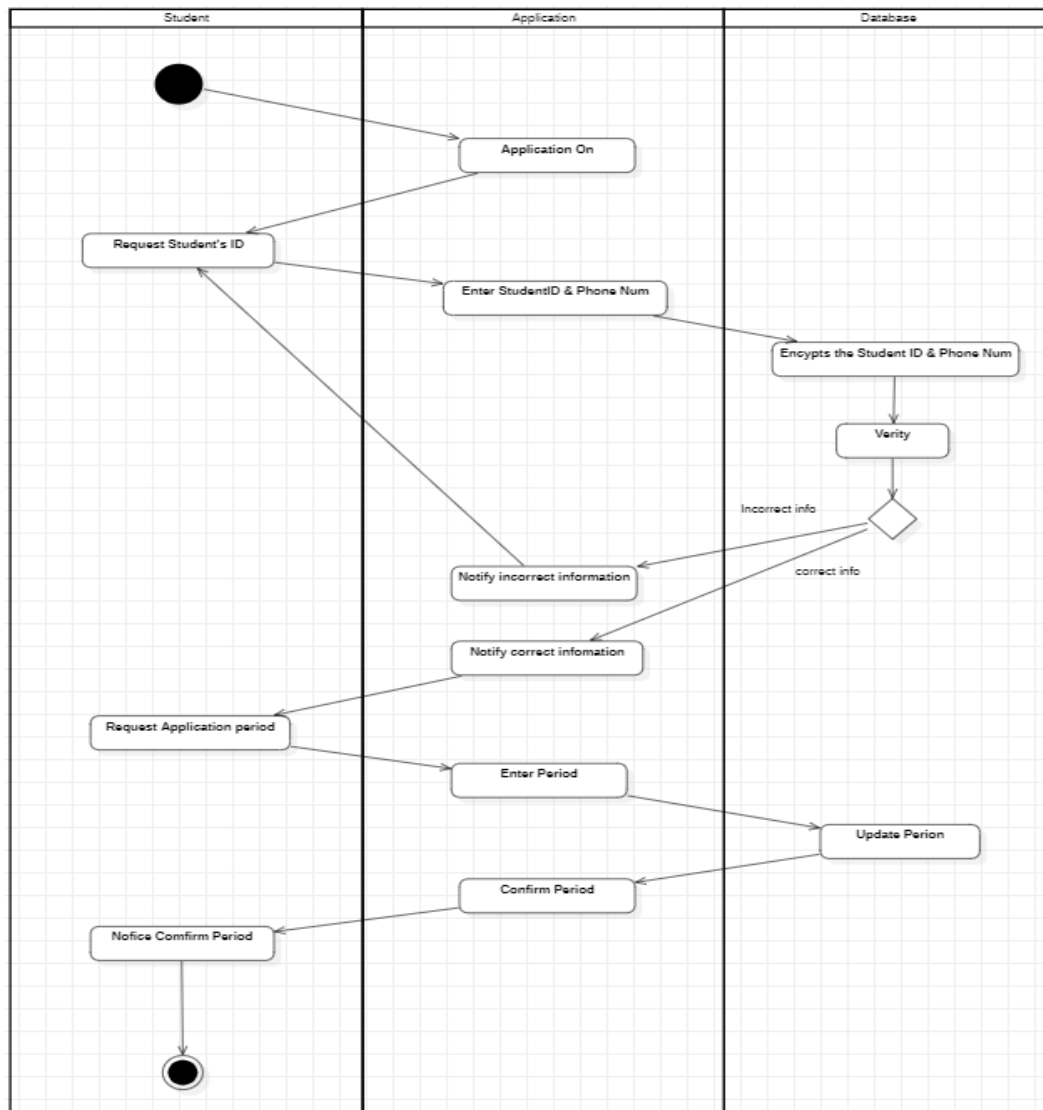 Student
Application
Database
Application On
Request Student's ID
Enter StudentID & Phone Num
Encypts the Student ID & Phone Num
Verity
Incorrect info
correct info
Notify incorrect information
Notify correct infomation
Request Application period
Enter Period
Update Perion
Confirm Period
Nofice Comfirm Period